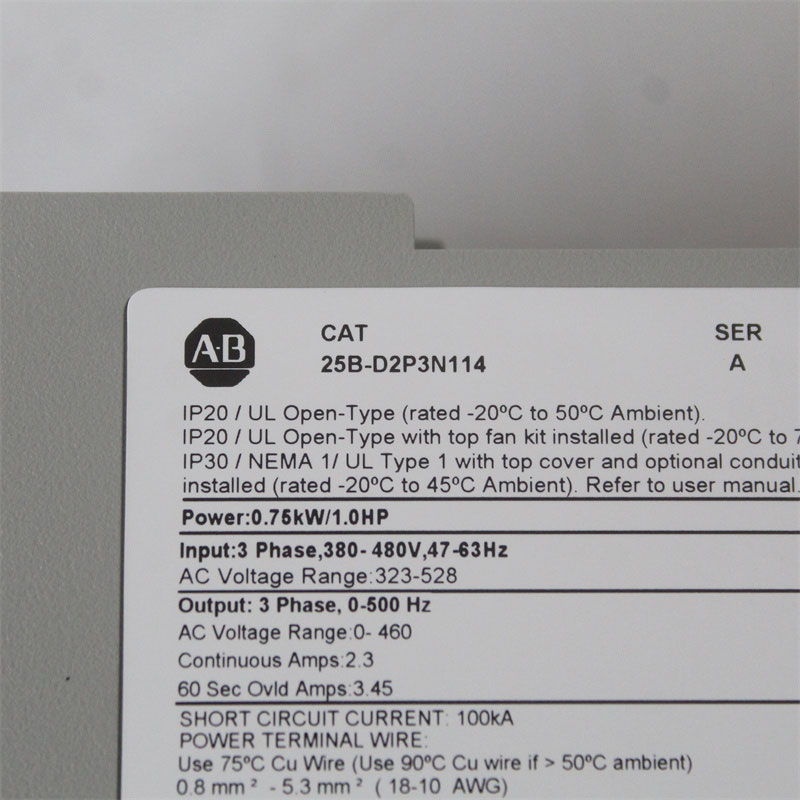 A·B
CAT
25B-D2P3N114
SER
A
IP20 / UL Open-Type (rated -20ºC to 50ºC Ambient).
IP20 / UL Open-Type with top fan kit installed (rated -20ºC to 7
IP30 / NEMA 1/ UL Type 1 with top cover and optional conduit
installed (rated -20ºC to 45ºC Ambient). Refer to user manual.
Power:0.75kW/1.0HP
Input:3 Phase,380- 480V,47-63Hz
AC Voltage Range:323-528
Output: 3 Phase, 0-500 Hz
AC Voltage Range:0- 460
Continuous Amps:2.3
60 Sec Ovld Amps:3.45
SHORT CIRCUIT CURRENT: 100kA
POWER TERMINAL WIRE:
Use 75ºC Cu Wire (Use 90ºC Cu wire if > 50ºC ambient)
0.8 mm² - 5.3 mm² ( 18-10 AWG)